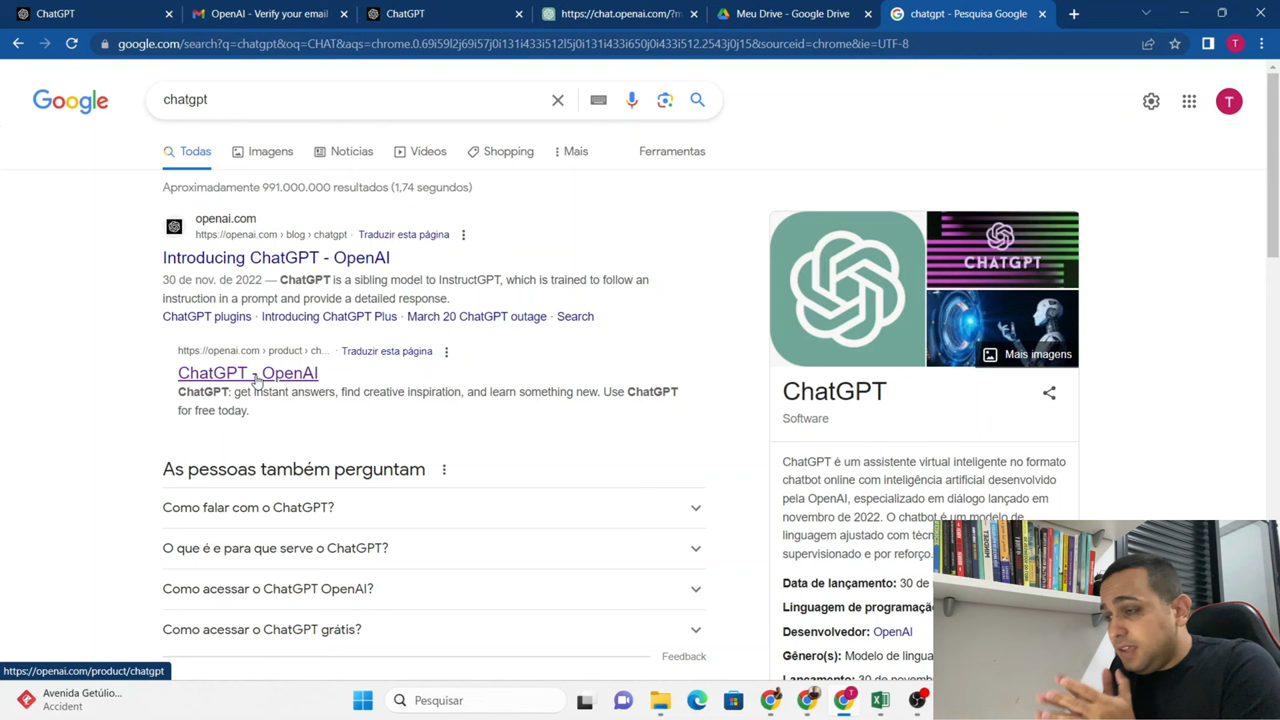 ChatGPT
OpenAI - Verify your email
ChatGPT
https://chat.openai.com/?m
Meu Drive - Google Drive
chatgpt - Pesquisa Google
google.com/search?q=chatgpt&oq=CHAT&aqs=chrome.0.69i59l2j69i57j0i131i433i512l5j0i131i433i650j0i433i512.2543j0j15&sourceid=chrome&ie=UTF-8
T
Google
chatgpt
T
Todas
Imagens
Notícias
Vídeos
Shopping
Mais
Ferramentas
Aproximadamente 991.000.000 resultados (1,74 segundos)
openai.com
https://openai.com › blog › chatgpt
Traduzir esta página
Introducing ChatGPT - OpenAI
30 de nov. de 2022 — ChatGPT is a sibling model to InstructGPT, which is trained to follow an
instruction in a prompt and provide a detailed response.
ChatGPT plugins · Introducing ChatGPT Plus · March 20 ChatGPT outage · Search
https://openai.com › product › ch...
Traduzir esta página
ChatGPT - OpenAI
ChatGPT: get instant answers, find creative inspiration, and learn something new. Use ChatGPT
for free today.
As pessoas também perguntam
Como falar com o ChatGPT?
O que é e para que serve o ChatGPT?
Como acessar o ChatGPT OpenAI?
Como acessar o ChatGPT grátis?
Feedback
CHATGPT
Mais imagens
ChatGPT
Software
ChatGPT é um assistente virtual inteligente no formato
chatbot online com inteligência artificial desenvolvido
pela OpenAI, especializado em diálogo lançado em
novembro de 2022. O chatbot é um modelo de
linguagem ajustado com
supervisionado e por reforço.
Data de lançamento: 30 de
Linguagem de programação
Desenvolvedor: OpenAI
Gênero(s): Modelo de
Lançamento: 30 de
https://openai.com/product/chatgpt
Avenida Getúlio...
Accident
Pesquisar
T